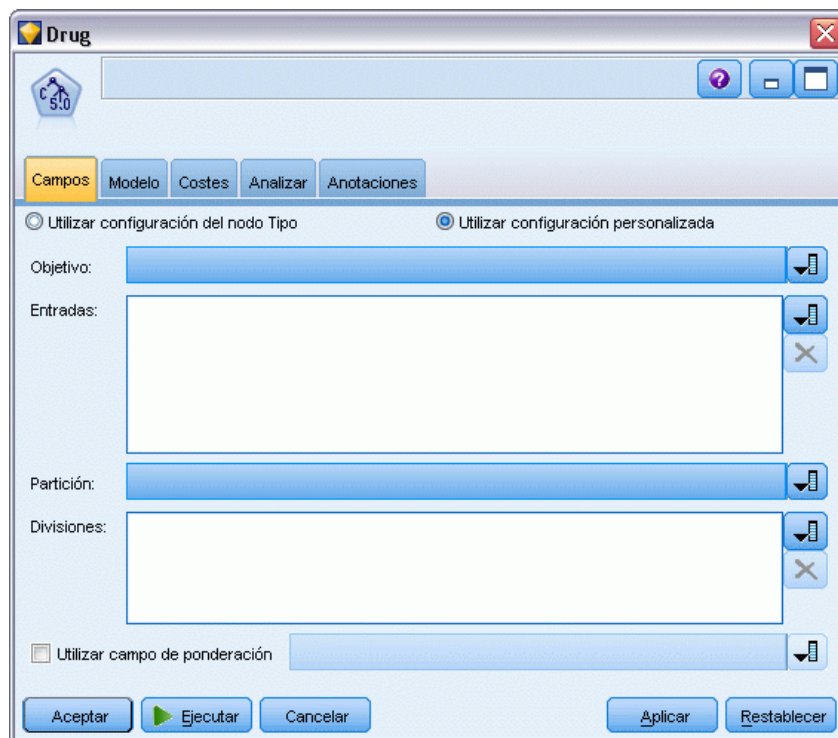 Drug
C 5.0
Campos Modelo Costes Analizar Anotaciones
Utilizar configuración del nodo Tipo Utilizar configuración personalizada
Objetivo:
Entradas:
Partición:
Divisiones:
Utilizar campo de ponderación
Aceptar Ejecutar Cancelar Aplicar Restablecer